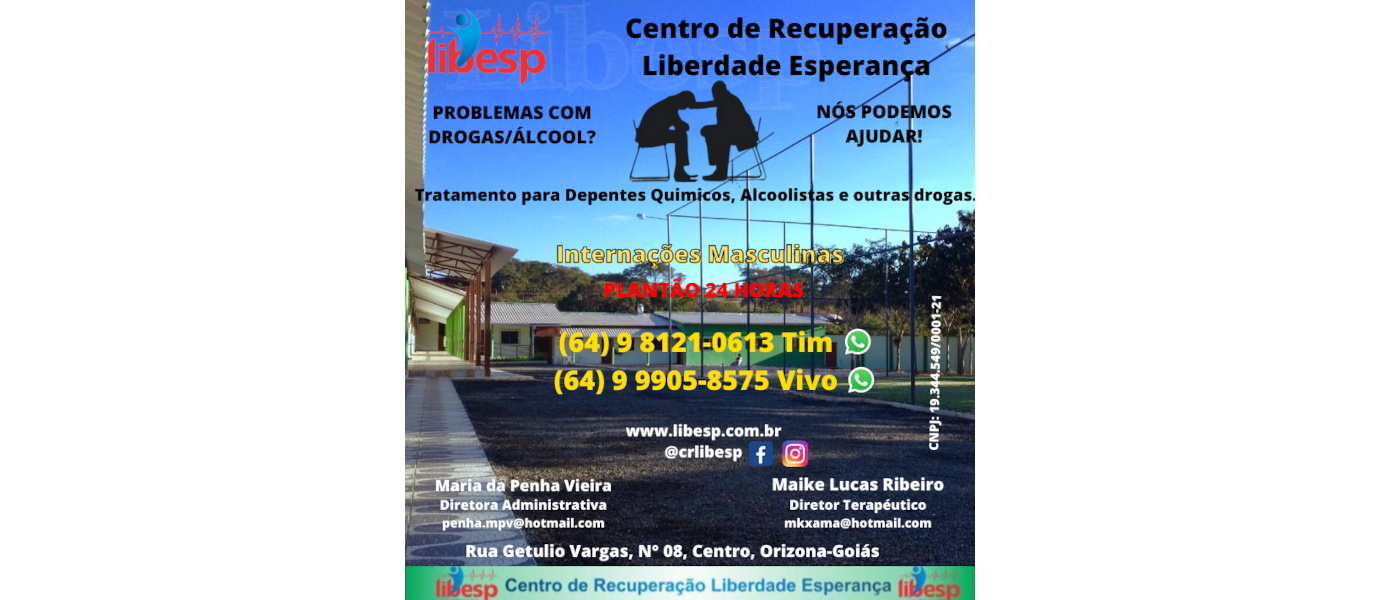 libesp
Libesp
Centro de Recuperação
Liberdade Esperança
PROBLEMAS COM
DROGAS/ÁLCOOL?
NÓS PODEMOS
AJUDAR!
Tratamento para Depentes Quimicos, Alcoolistas e outras drogas.
Internações Masculinas
PLANTÃO 24 HORAS
(64) 9 8121-0613 Tim
(64) 9 9905-8575 Vivo
CNPJ: 19.344.549/0001-21
www.libesp.com.br
@crlibesp
Maria da Penha Vieira
Diretora Administrativa
penha.mpv@hotmail.com
Maike Lucas Ribeiro
Diretor Terapéutico
mkxama@hotmail.com
Rua Getulio Vargas, N° 08, Centro, Orizona-Goiás
libesp Centro de Recuperação Liberdade Esperança libesp